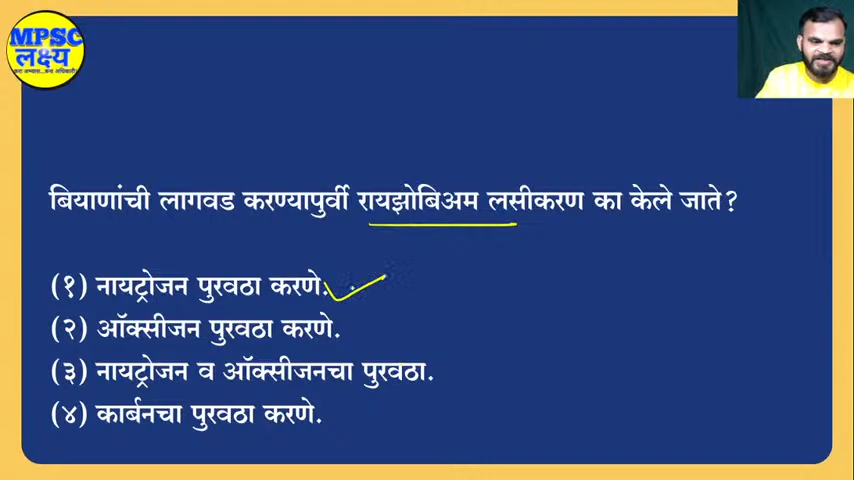 MPSC
लक्ष्य
बियाणांची लागवड करण्यापुर्वी रायझोबिअम लसीकरण का केले जाते?
(१) नायट्रोजन पुरवठा करणे.
(२) ऑक्सीजन पुरवठा करणे.
(३) नायट्रोजन व ऑक्सीजनचा पुरवठा.
(४) कार्बनचा पुरवठा करणे.